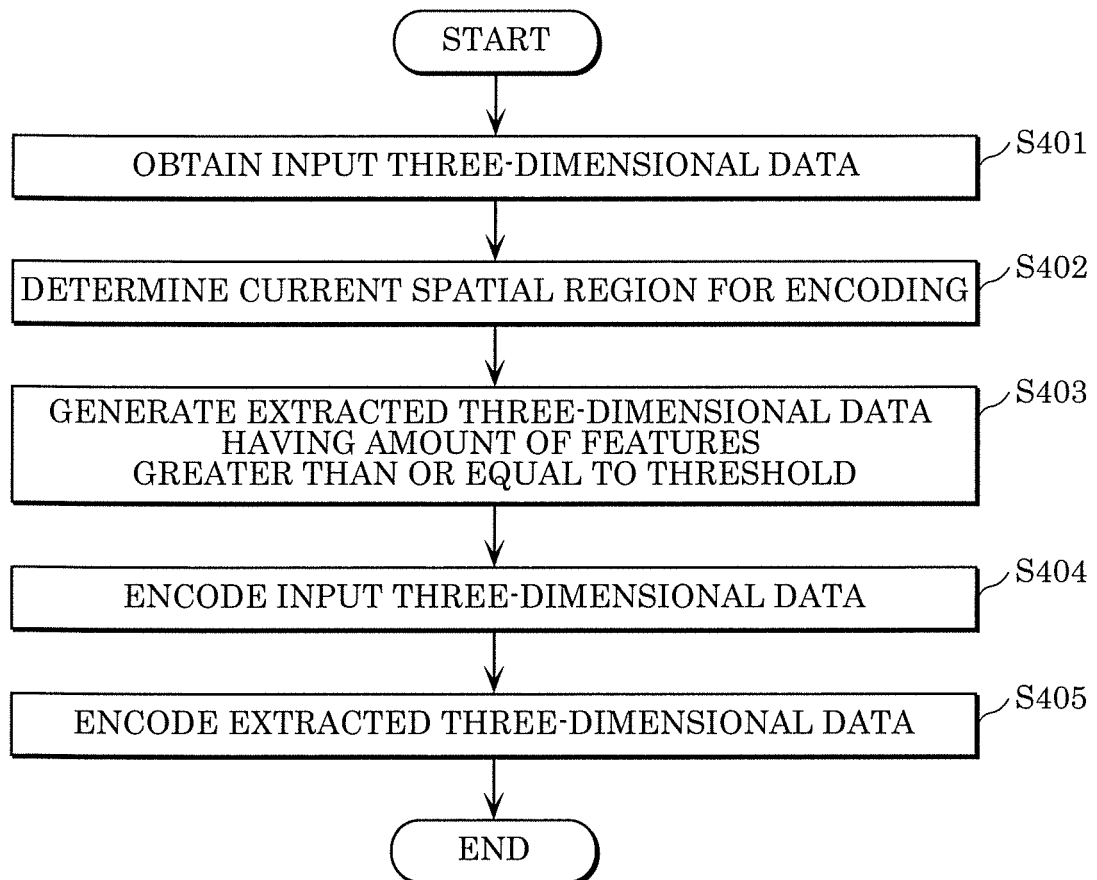 START
OBTAIN INPUT THREE-DIMENSIONAL DATA
S401
DETERMINE CURRENT SPATIAL REGION FOR ENCODING
S402
GENERATE EXTRACTED THREE-DIMENSIONAL DATA
HAVING AMOUNT OF FEATURES
GREATER THAN OR EQUAL TO THRESHOLD
S403
ENCODE INPUT THREE-DIMENSIONAL DATA
S404
ENCODE EXTRACTED THREE-DIMENSIONAL DATA
S405
END